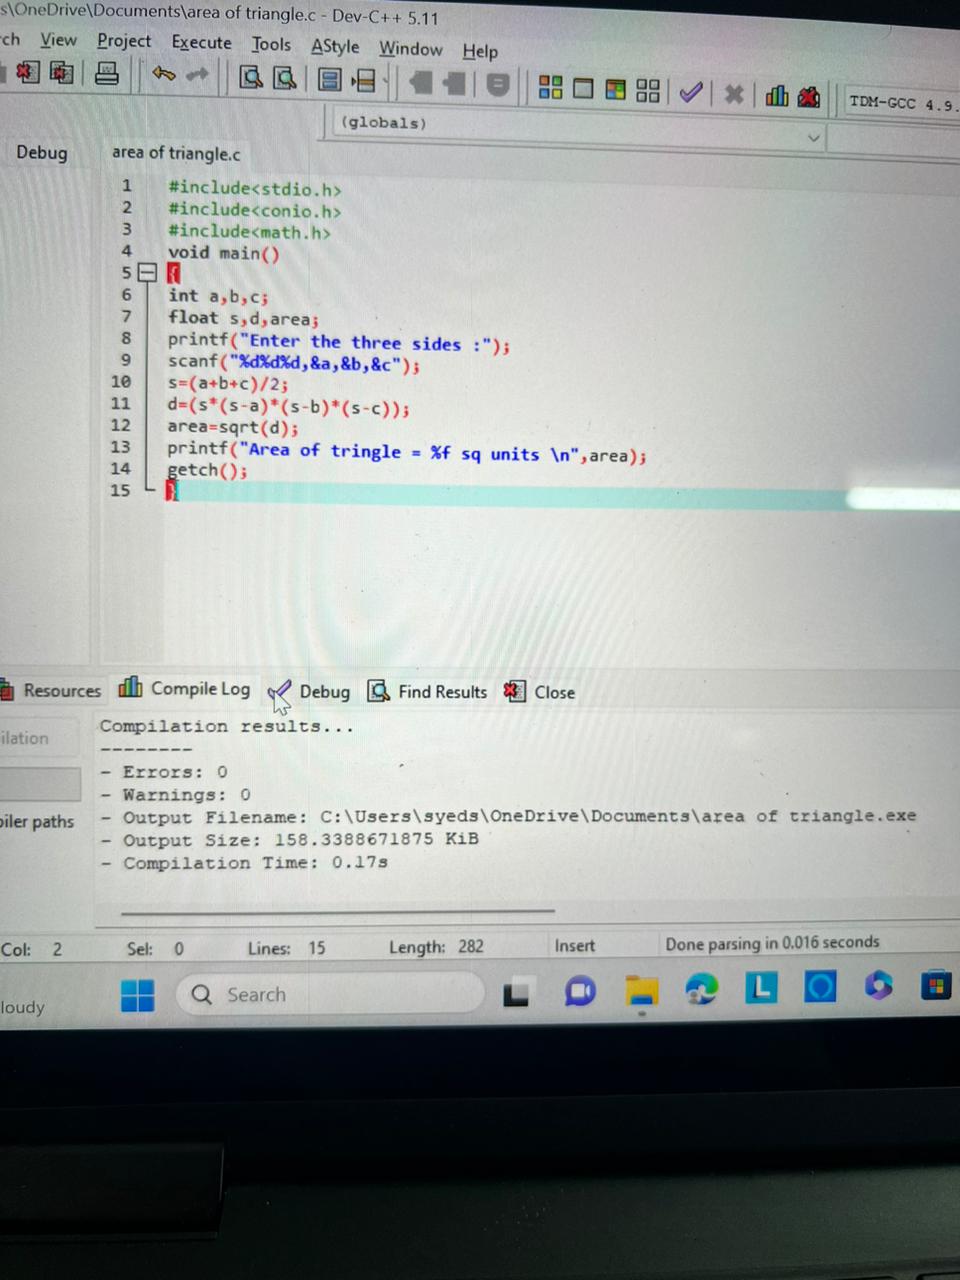 s\OneDrive\Documents\area of triangle.c - Dev-C++ 5.11
rch View Project Execute Tools AStyle Window Help
TDM-GCC 4.9.
(globals)
Debug area of triangle.c
1 #include<stdio.h>
2 #include<conio.h>
3 #include<math.h>
4 void main()
5 {
6 int a,b,c;
7 float s,d,area;
8 printf("Enter the three sides :");
9 scanf("%d%d%d,&a,&b,&c");
10 s=(a+b+c)/2;
11 d=(s*(s-a)*(s-b)*(s-c));
12 area=sqrt(d);
13 printf("Area of tringle = %f sq units \n",area);
14 getch();
15 }
Resources Compile Log Debug Find Results Close
ilation
Compilation results...
--------
- Errors: 0
- Warnings: 0
piler paths
- Output Filename: C:\Users\syeds\OneDrive\Documents\area of triangle.exe
- Output Size: 158.3388671875 KiB
- Compilation Time: 0.17s
Col: 2 Sel: 0 Lines: 15 Length: 282 Insert Done parsing in 0.016 seconds
loudy
Search
L